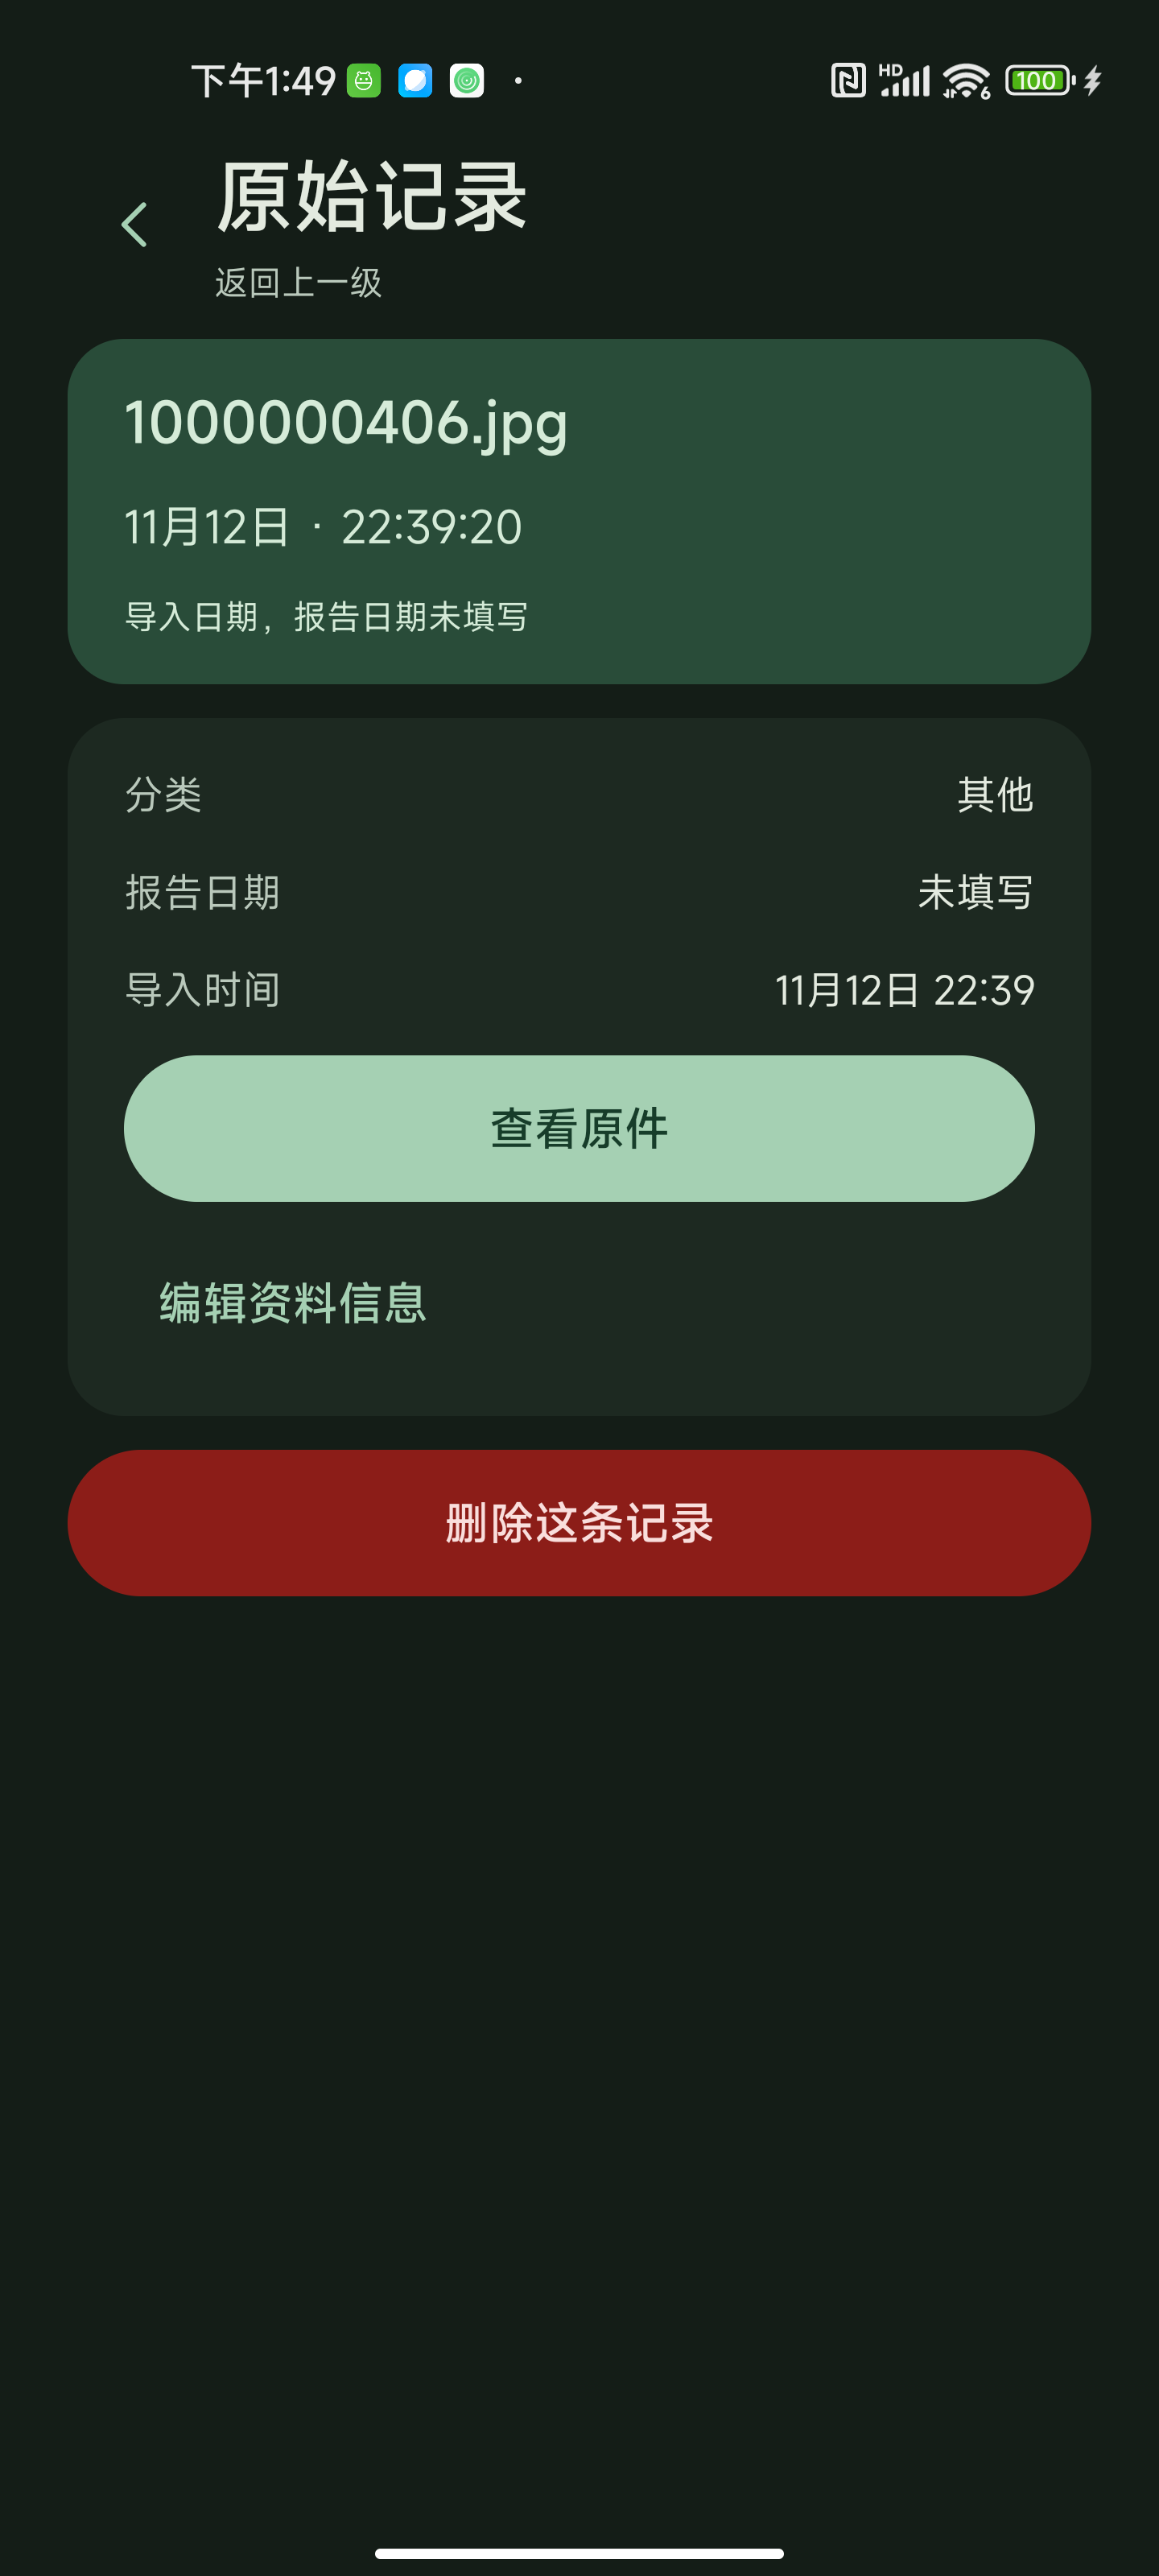 下午1:49
HD
6
100
原始记录
返回上一级
1000000406.jpg
11月12日 · 22:39:20
导入日期，报告日期未填写
分类 其他
报告日期 未填写
导入时间 11月12日 22:39
查看原件
编辑资料信息
删除这条记录